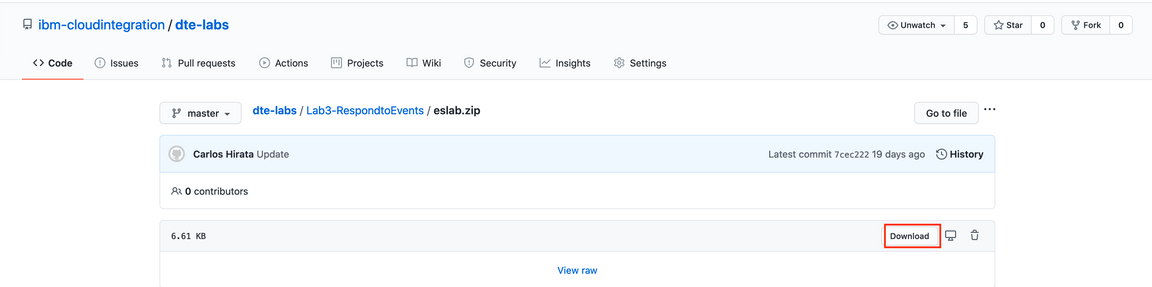 ibm-cloudintegration / dte-labs
Unwatch 5 Star 0 Fork 0
Code Issues Pull requests Actions Projects Wiki Security Insights Settings
master dte-labs / Lab3-RespondtoEvents / eslab.zip Go to file ...
Carlos Hirata Update Latest commit 7cec222 19 days ago History
0 contributors
6.61 KB Download
View raw